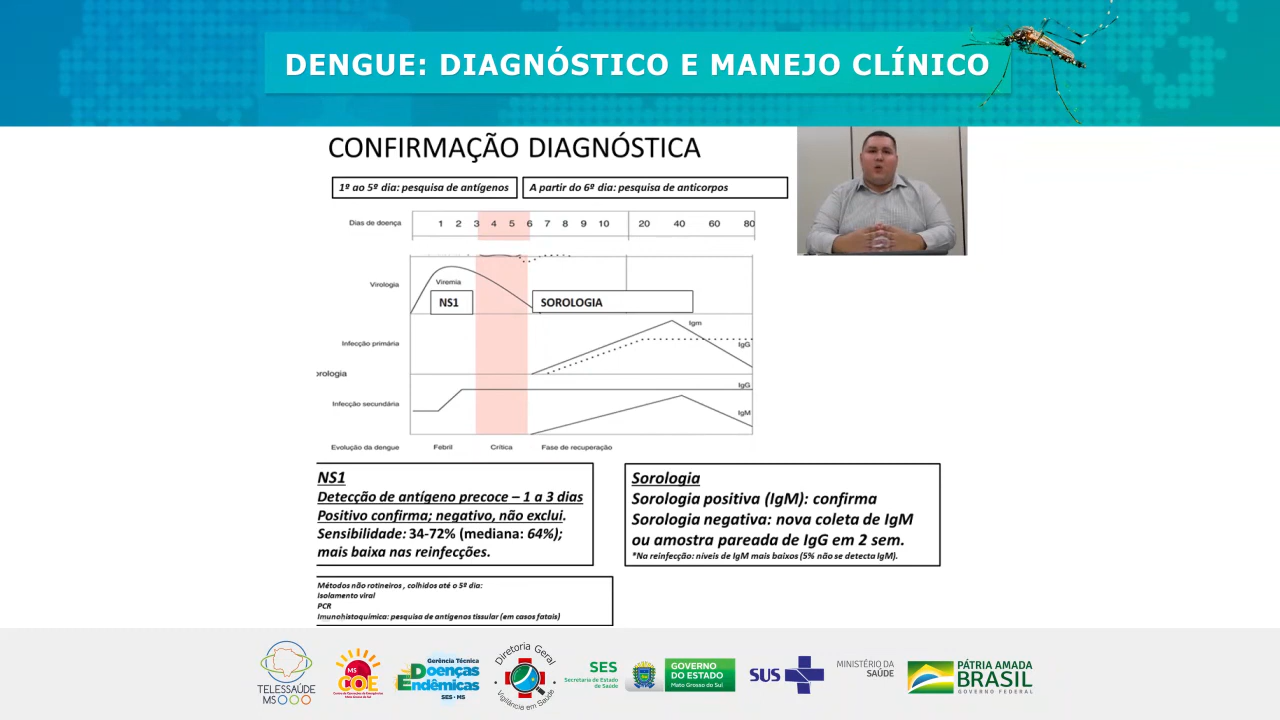 DENGUE: DIAGNÓSTICO E MANEJO CLÍNICO
CONFIRMAÇÃO DIAGNÓSTICA
1º ao 5º dia: pesquisa de antígenos
A partir do 6º dia: pesquisa de anticorpos
Dias de doença 1 2 3 4 5 6 7 8 9 10 20 40 60 80
Virologia
Viremia
NS1
SOROLOGIA
Igm
Infecção primária
IgG
orologia
IgG
Infecção secundária
IgM
Evolução da dengue Febril Crítica Fase de recuperação
NS1
Detecção de antígeno precoce – 1 a 3 dias
Positivo confirma; negativo, não exclui.
Sensibilidade: 34-72% (mediana: 64%);
mais baixa nas reinfecções.
Sorologia
Sorologia positiva (IgM): confirma
Sorologia negativa: nova coleta de IgM
ou amostra pareada de IgG em 2 sem.
*Na reinfecção: níveis de IgM mais baixos (5% não se detecta IgM).
Métodos não rotineiros , colhidos até o 5º dia:
Isolamento viral
PCR
Imunohistoquímica: pesquisa de antígenos tissular (em casos fatais)
TELESSAÚDE
MS
MS
COE
Gerência Técnica
Doenças
Endêmicas
SES - MS
Diretoria Geral
Vigilância em Saúde
SES
Secretaria de Estado
de Saúde
GOVERNO
DO ESTADO
Mato Grosso do Sul
SUS
MINISTÉRIO DA
SAÚDE
PÁTRIA AMADA
BRASIL
GOVERNO FEDERAL